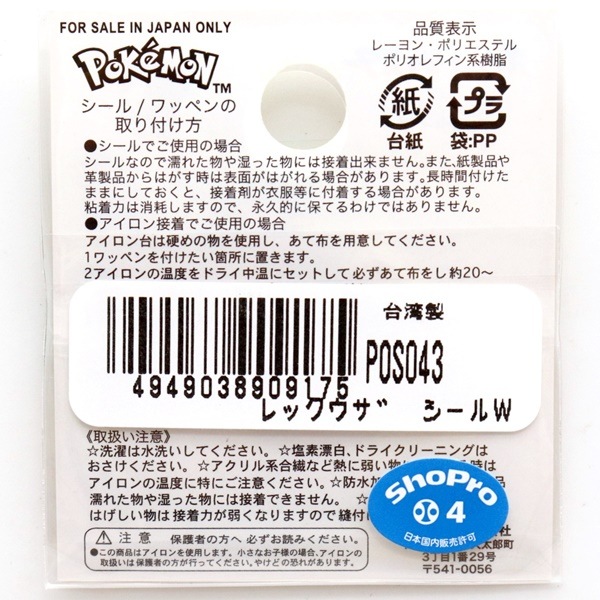 FOR SALE IN JAPAN ONLY
POKéMON TM
シール / ワッペンの
取り付け方
品質表示
レーヨン・ポリエステル
ポリオレフィン系樹脂
紙
プラ
台紙
袋:PP
●シールでご使用の場合
シールなので濡れた物や湿った物には接着出来ません。また、紙製品や
革製品からはがす時は表面がはがれる場合があります。長時間付けた
ままにしておくと、接着剤が衣服等に付着する場合があります。
粘着力は消耗しますので、永久的に保てるわけではありません。
●アイロン接着でご使用の場合
アイロン台は硬めの物を使用し、あて布を用意してください。
1ワッペンを付けたい箇所に置きます。
2アイロンの温度をドライ中温にセットして必ずあて布をし約20〜
台湾製
4949038909175
POS043
レックウザ シールW
《取扱い注意》
☆洗濯は水洗いしてください。☆塩素漂白、ドライクリーニングは
おさけください。☆アクリル系合繊など熱に弱い物に
時は
アイロンの温度に特にご注意ください。☆防水加
濡れた物や湿った物には接着できません。☆
はげしい物は接着力が弱くなりますので縫付け
ShoPro
4
日本国内販売許可
⚠ 注意 保護者の方へ 必ずお読みください。
●この商品はアイロンを使用します。小さなお子様の場合、アイロンの
取扱いは保護者の方が行ってください。やけどの恐れがあります。
太郎町
3丁目1番29号
〒541-0056